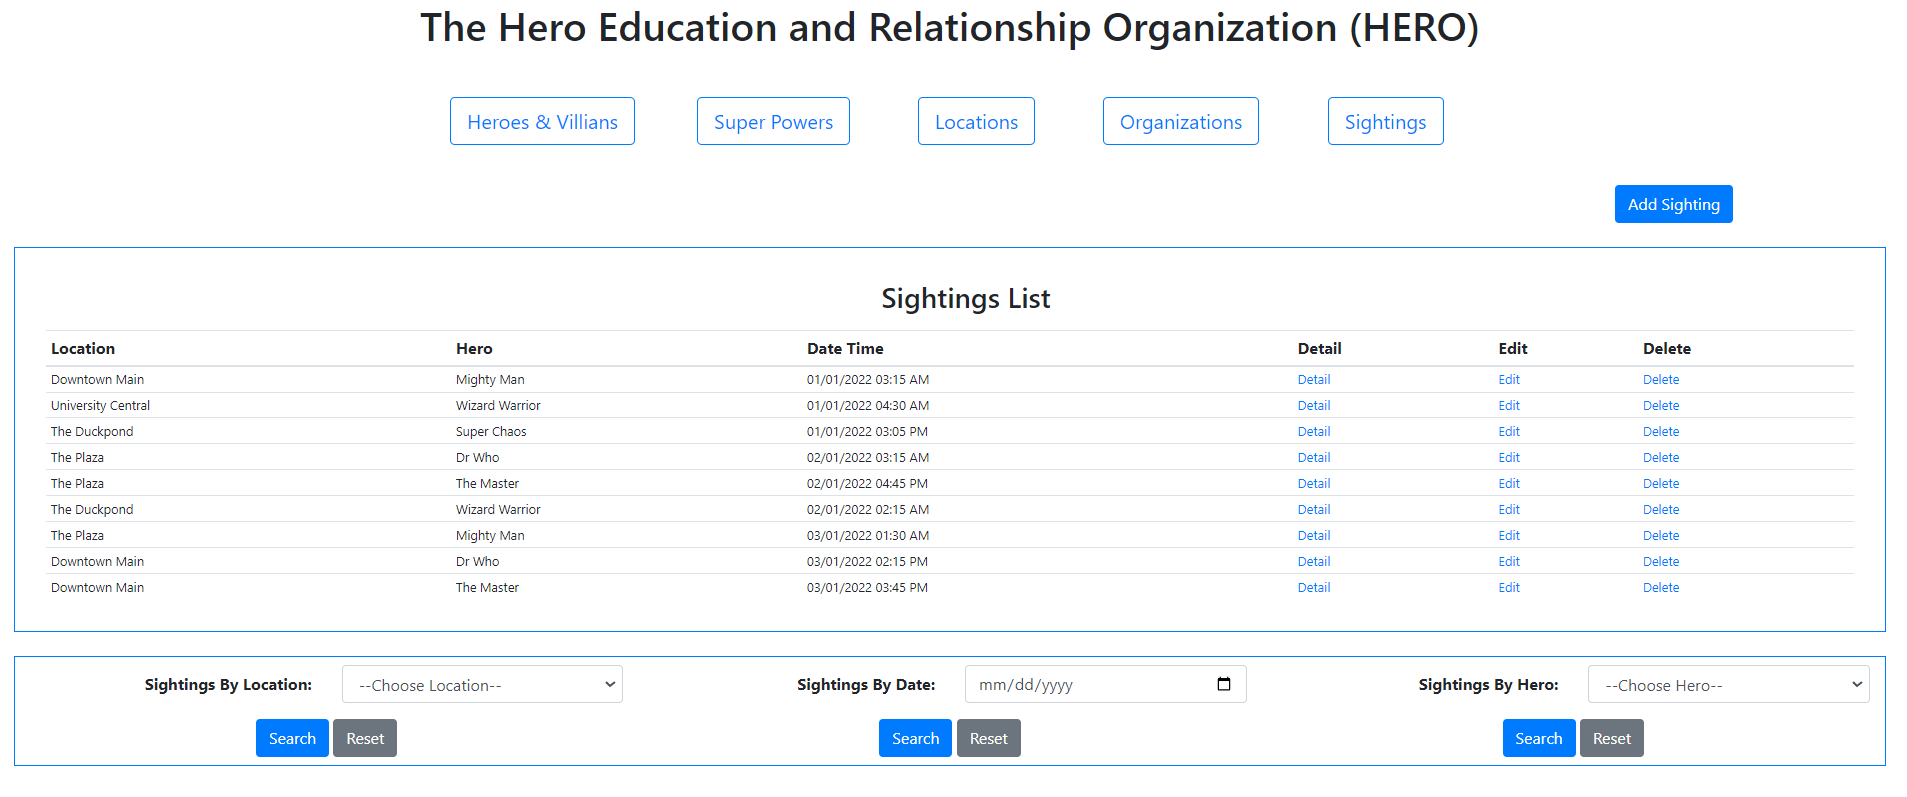 The Hero Education and Relationship Organization (HERO)
Heroes & Villians Super Powers Locations Organizations Sightings
Add Sighting
Sightings List
Location Hero Date Time Detail Edit Delete
Downtown Main Mighty Man 01/01/2022 03:15 AM Detail Edit Delete
University Central Wizard Warrior 01/01/2022 04:30 AM Detail Edit Delete
The Duckpond Super Chaos 01/01/2022 03:05 PM Detail Edit Delete
The Plaza Dr Who 02/01/2022 03:15 AM Detail Edit Delete
The Plaza The Master 02/01/2022 04:45 PM Detail Edit Delete
The Duckpond Wizard Warrior 02/01/2022 02:15 AM Detail Edit Delete
The Plaza Mighty Man 03/01/2022 01:30 AM Detail Edit Delete
Downtown Main Dr Who 03/01/2022 02:15 PM Detail Edit Delete
Downtown Main The Master 03/01/2022 03:45 PM Detail Edit Delete
Sightings By Location: --Choose Location-- Sightings By Date: mm/dd/yyyy Sightings By Hero: --Choose Hero--
Search Reset Search Reset Search Reset